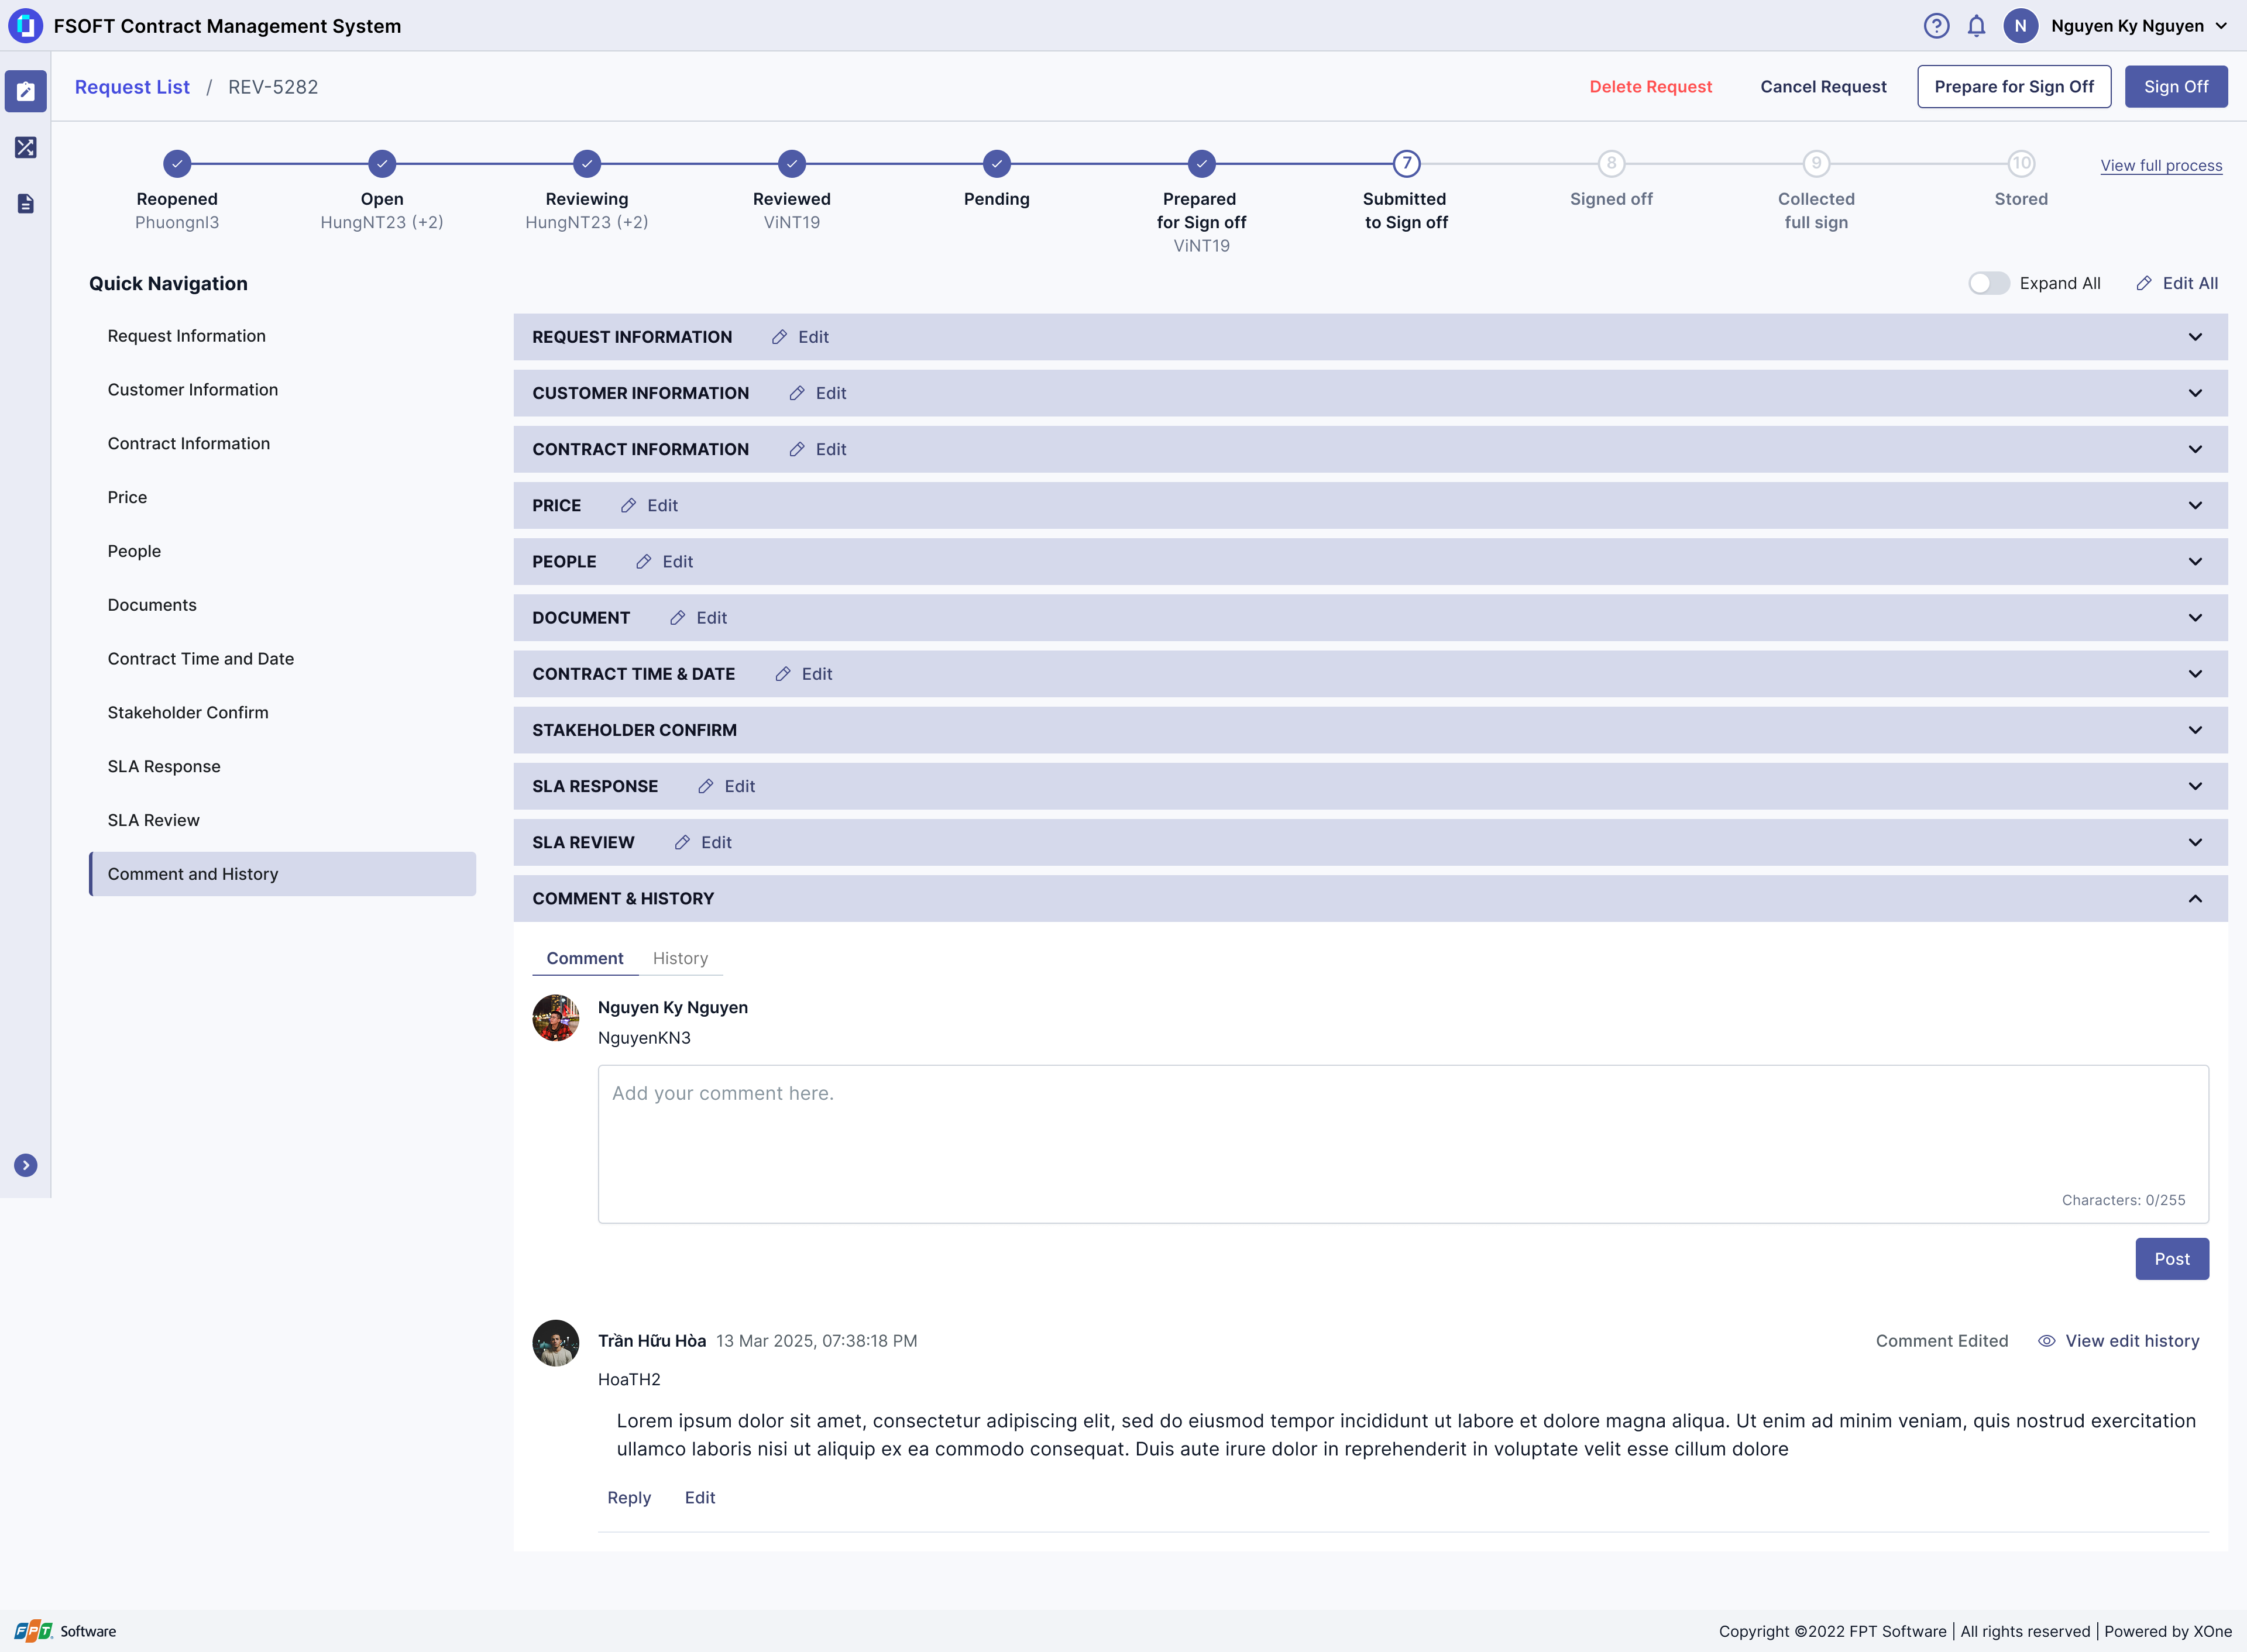 FSOFT Contract Management System
N
Nguyen Ky Nguyen
Request List / REV-5282
Delete Request
Cancel Request
Prepare for Sign Off
Sign Off
Reopened
Phuongnl3
Open
HungNT23 (+2)
Reviewing
HungNT23 (+2)
Reviewed
ViNT19
Pending
Prepared
for Sign off
ViNT19
7
Submitted
to Sign off
8
Signed off
9
Collected
full sign
10
Stored
View full process
Quick Navigation
Expand All
Edit All
Request Information
Customer Information
Contract Information
Price
People
Documents
Contract Time and Date
Stakeholder Confirm
SLA Response
SLA Review
Comment and History
REQUEST INFORMATION Edit
CUSTOMER INFORMATION Edit
CONTRACT INFORMATION Edit
PRICE Edit
PEOPLE Edit
DOCUMENT Edit
CONTRACT TIME & DATE Edit
STAKEHOLDER CONFIRM
SLA RESPONSE Edit
SLA REVIEW Edit
COMMENT & HISTORY
Comment History
Nguyen Ky Nguyen
NguyenKN3
Add your comment here.
Characters: 0/255
Post
Trần Hữu Hòa 13 Mar 2025, 07:38:18 PM
Comment Edited
View edit history
HoaTH2
Lorem ipsum dolor sit amet, consectetur adipiscing elit, sed do eiusmod tempor incididunt ut labore et dolore magna aliqua. Ut enim ad minim veniam, quis nostrud exercitation
ullamco laboris nisi ut aliquip ex ea commodo consequat. Duis aute irure dolor in reprehenderit in voluptate velit esse cillum dolore
Reply Edit
FPT Software
Copyright ©2022 FPT Software | All rights reserved | Powered by XOne